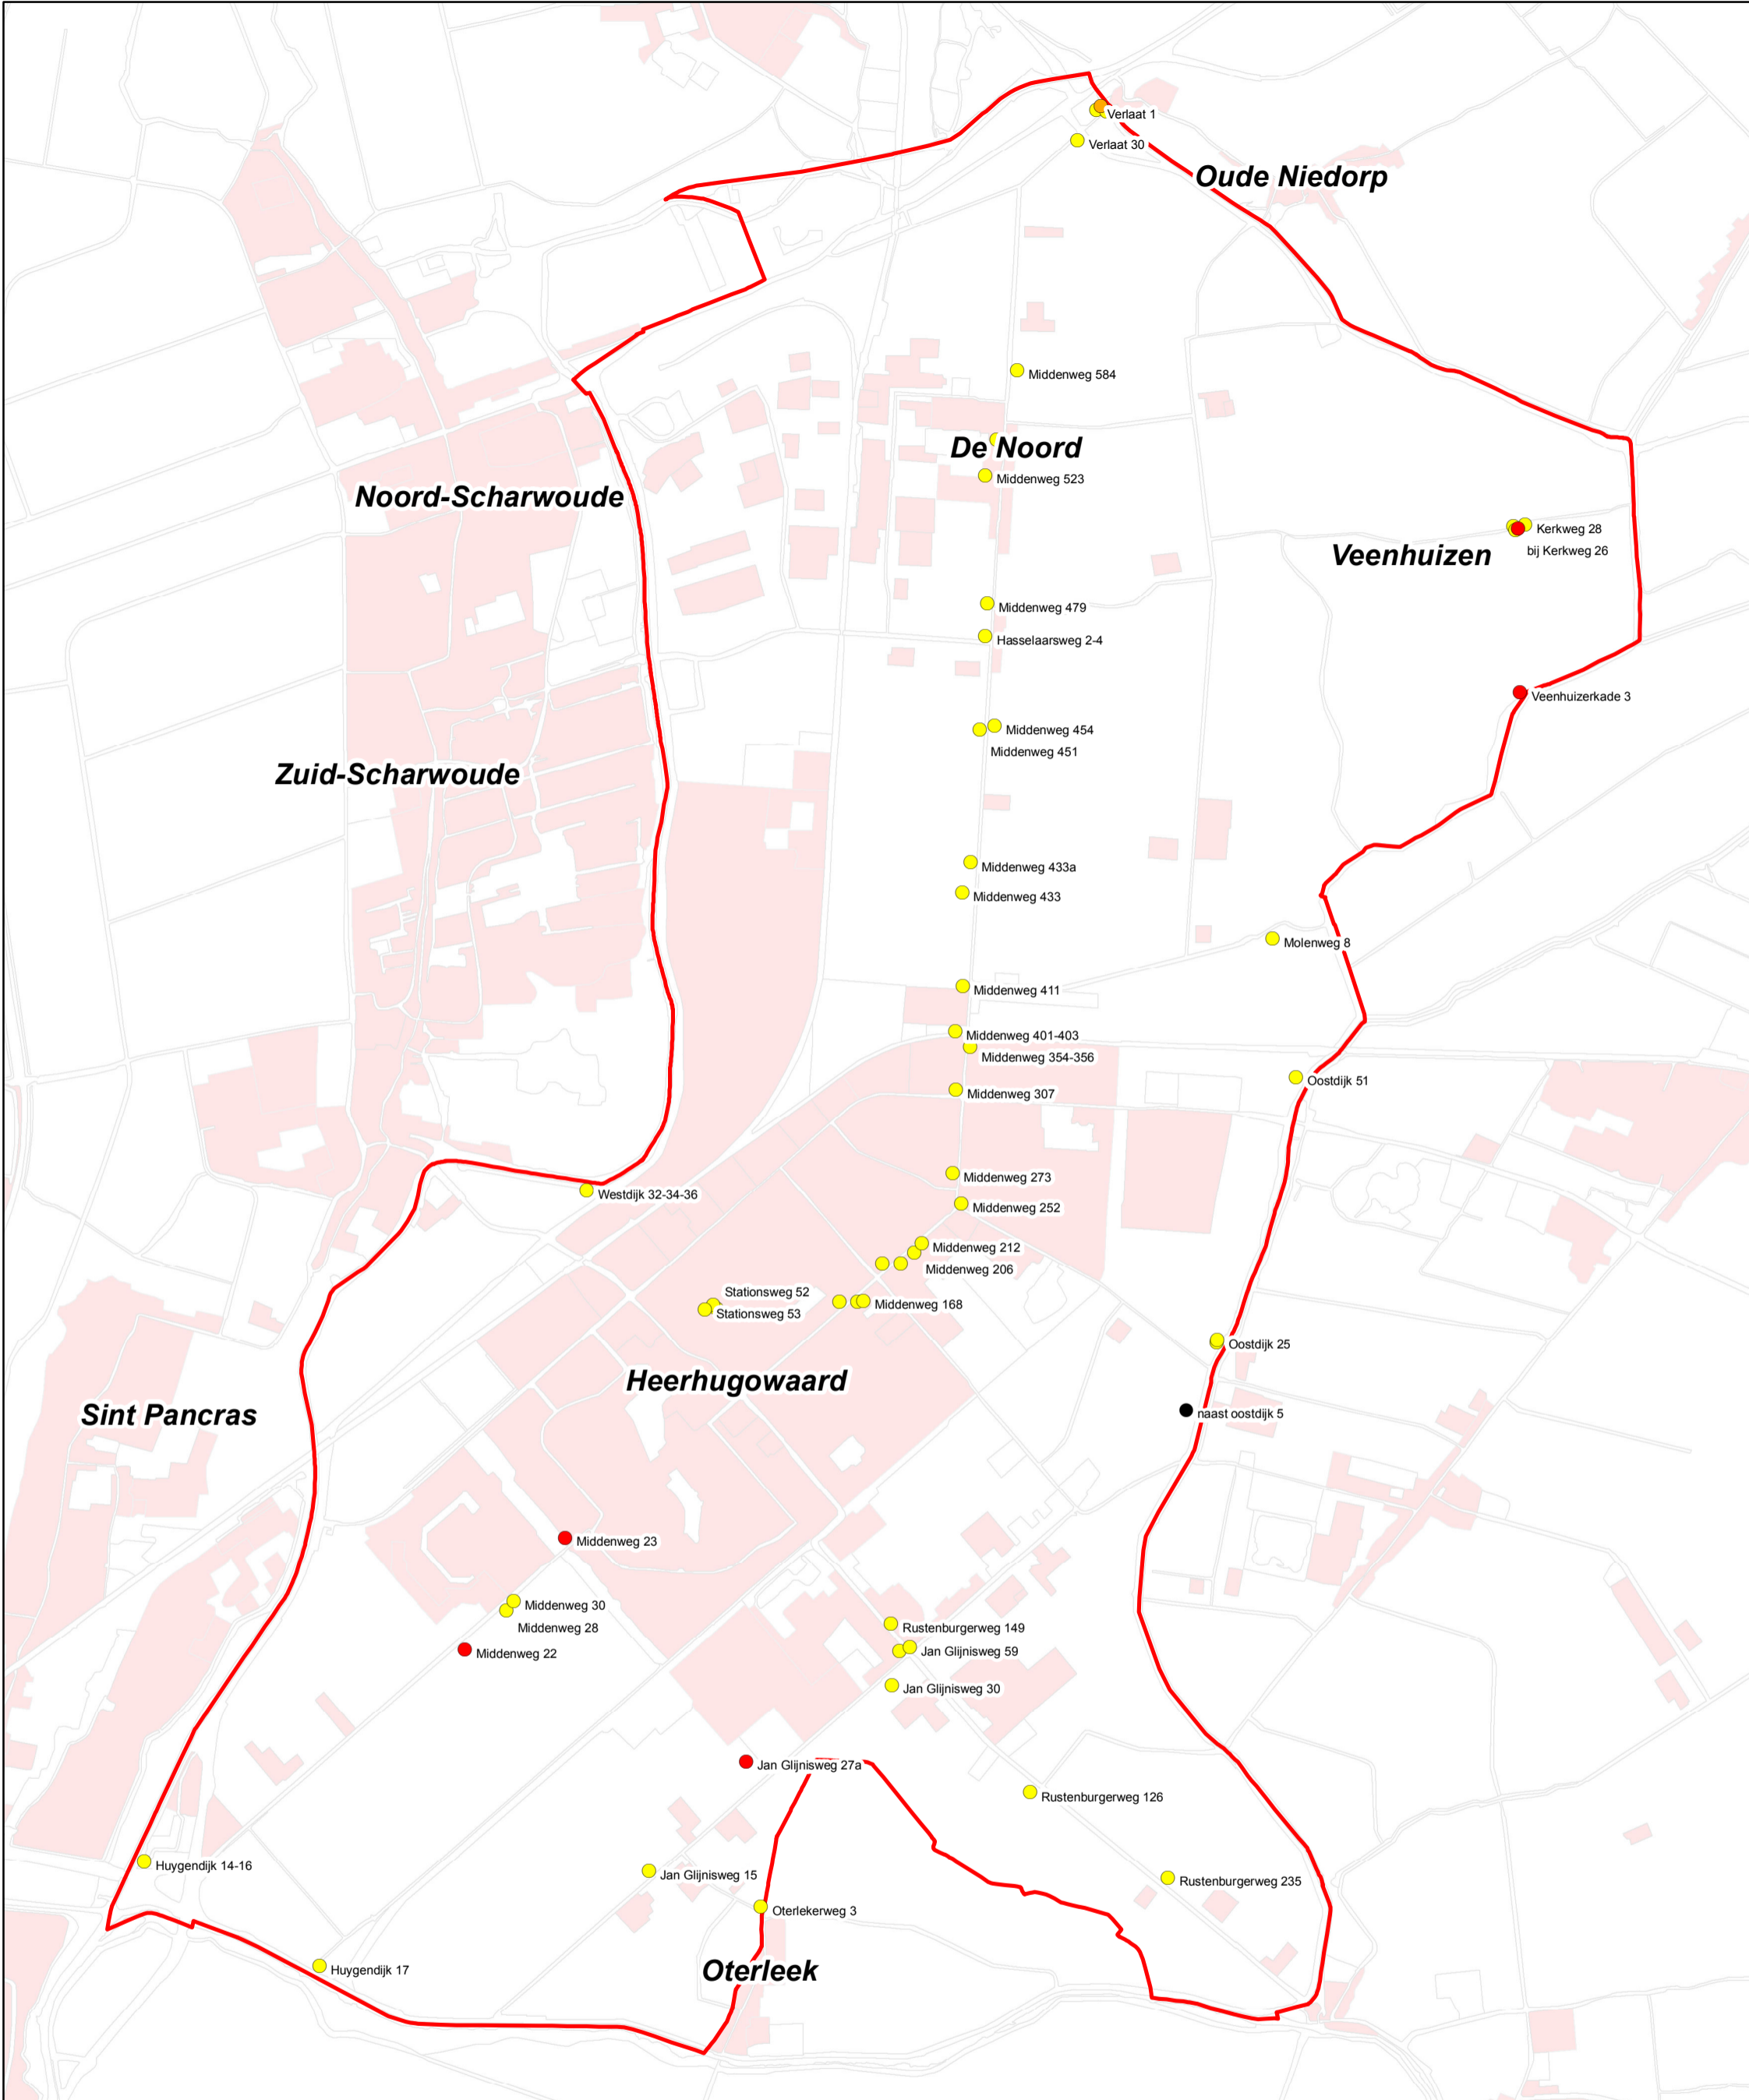 Verlaat 1
Verlaat 30
Oude Niedorp
Middenweg 584
De Noord
Middenweg 523
Noord-Scharwoude
Kerkweg 28
bij Kerkweg 26
Veenhuizen
Middenweg 479
Hasselaarsweg 2-4
Veenhuizerkade 3
Middenweg 454
Middenweg 451
Zuid-Scharwoude
Middenweg 433a
Middenweg 433
Molenweg 8
Middenweg 411
Middenweg 401-403
Middenweg 354-356
Oostdijk 51
Middenweg 307
Middenweg 273
Westdijk 32-34-36
Middenweg 252
Middenweg 212
Middenweg 206
Stationsweg 52
Middenweg 168
Stationsweg 53
Oostdijk 25
Heerhugowaard
Sint Pancras
naast oostdijk 5
Middenweg 23
Middenweg 30
Middenweg 28
Rustenburgerweg 149
Middenweg 22
Jan Glijnisweg 59
Jan Glijnisweg 30
Jan Glijnisweg 27a
Rustenburgerweg 126
Huygendijk 14-16
Jan Glijnisweg 15
Rustenburgerweg 235
Oterlekerweg 3
Huygendijk 17
Oterleek